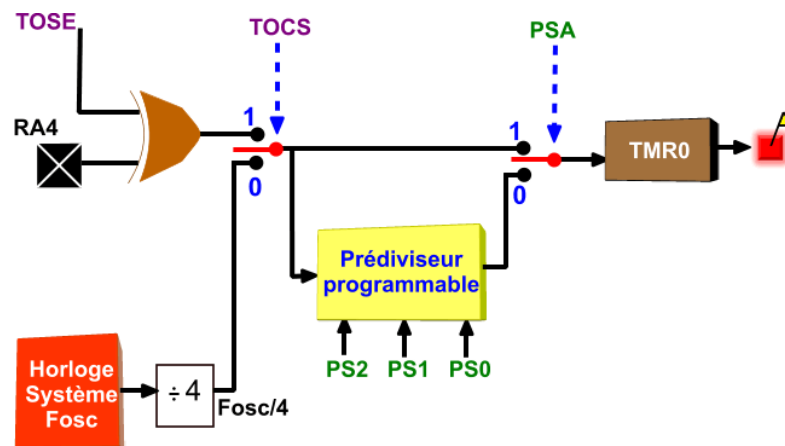 TOSE
TOCS
PSA
RA4
1
0
1
0
TMR0
Prédiviseur
programmable
PS2 PS1 PS0
Horloge
Système
Fosc
÷4
Fosc/4